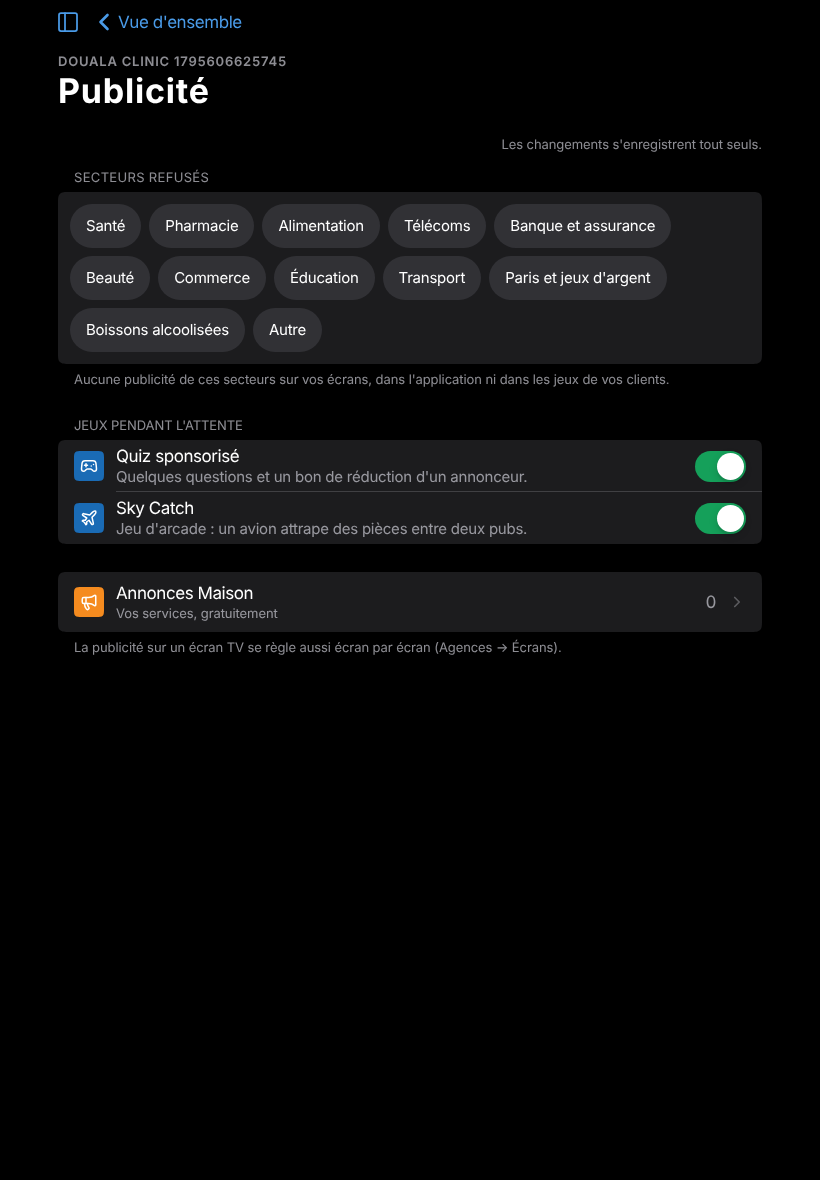 Vue d'ensemble
DOUALA CLINIC 1795606625745
Publicité
Les changements s'enregistrent tout seuls.
SECTEURS REFUSÉS
Santé Pharmacie Alimentation Télécoms Banque et assurance
Beauté Commerce Éducation Transport Paris et jeux d'argent
Boissons alcoolisées Autre
Aucune publicité de ces secteurs sur vos écrans, dans l'application ni dans les jeux de vos clients.
JEUX PENDANT L'ATTENTE
Quiz sponsorisé
Quelques questions et un bon de réduction d'un annonceur.
Sky Catch
Jeu d'arcade : un avion attrape des pièces entre deux pubs.
Annonces Maison
Vos services, gratuitement
0
La publicité sur un écran TV se règle aussi écran par écran (Agences → Écrans).